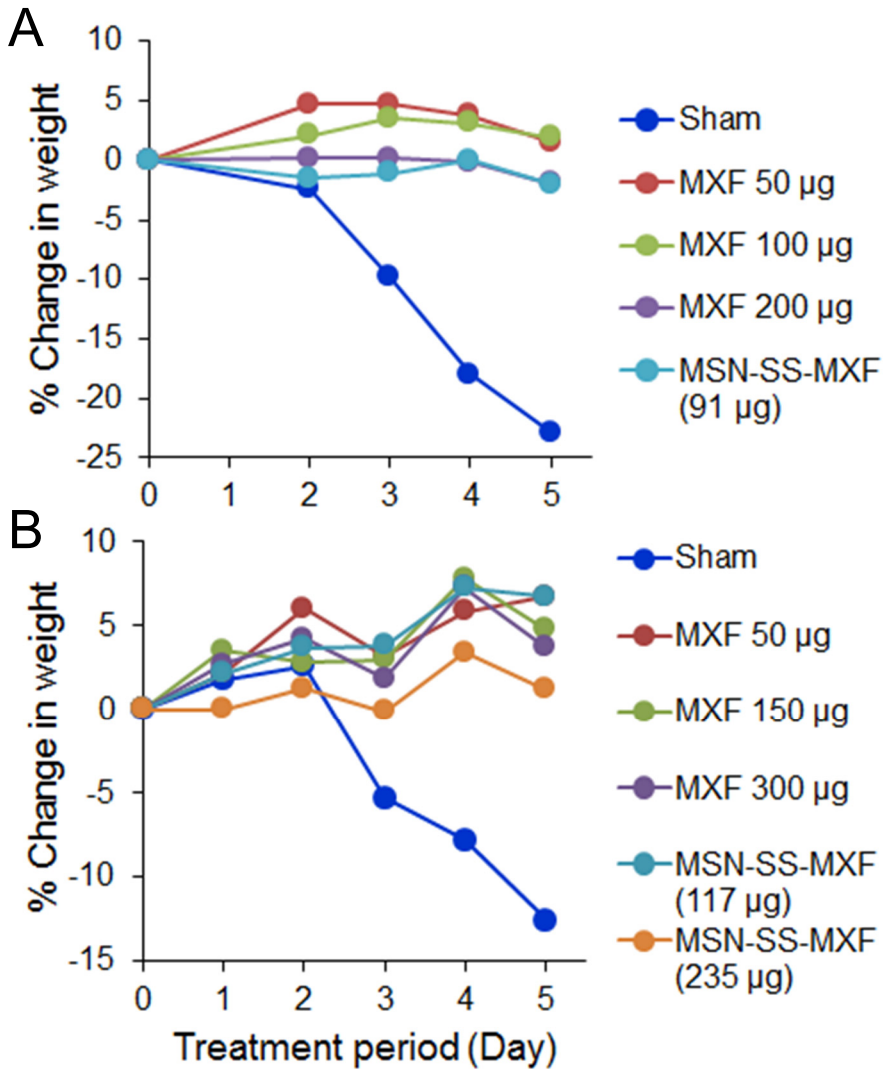 A
10
5
0
-5
-10
-15
-20
-25
% Change in weight
0 1 2 3 4 5
Sham
MXF 50 µg
MXF 100 µg
MXF 200 µg
MSN-SS-MXF
(91 µg)
B
10
5
0
-5
-10
-15
% Change in weight
0 1 2 3 4 5
Treatment period (Day)
Sham
MXF 50 µg
MXF 150 µg
MXF 300 µg
MSN-SS-MXF
(117 µg)
MSN-SS-MXF
(235 µg)